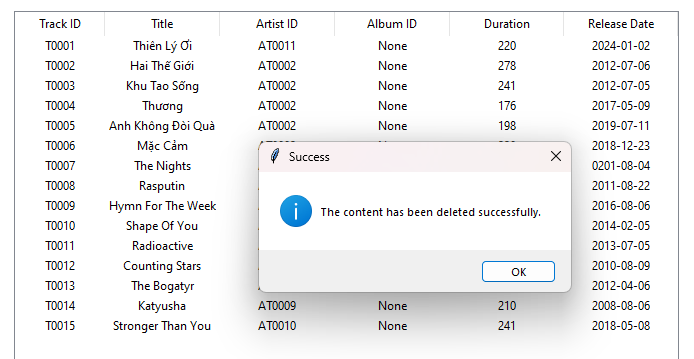 Track ID Title Artist ID Album ID Duration Release Date
T0001 Thiên Lý Ơi AT0011 None 220 2024-01-02
T0002 Hai Thế Giới AT0002 None 278 2012-07-06
T0003 Khu Tao Sống AT0002 None 241 2012-07-05
T0004 Thương AT0002 None 176 2017-05-09
T0005 Anh Không Đòi Quà AT0002 None 198 2019-07-11
T0006 Mặc Cảm 2018-12-23
Success
T0007 The Nights 0201-08-04
T0008 Rasputin 2011-08-22
T0009 Hymn For The Week 2016-08-06
The content has been deleted successfully.
T0010 Shape Of You 2014-02-05
T0011 Radioactive 2013-07-05
T0012 Counting Stars 2010-08-09
OK
T0013 The Bogatyr 2012-04-06
T0014 Katyusha AT0009 None 210 2008-08-06
T0015 Stronger Than You AT0010 None 241 2018-05-08